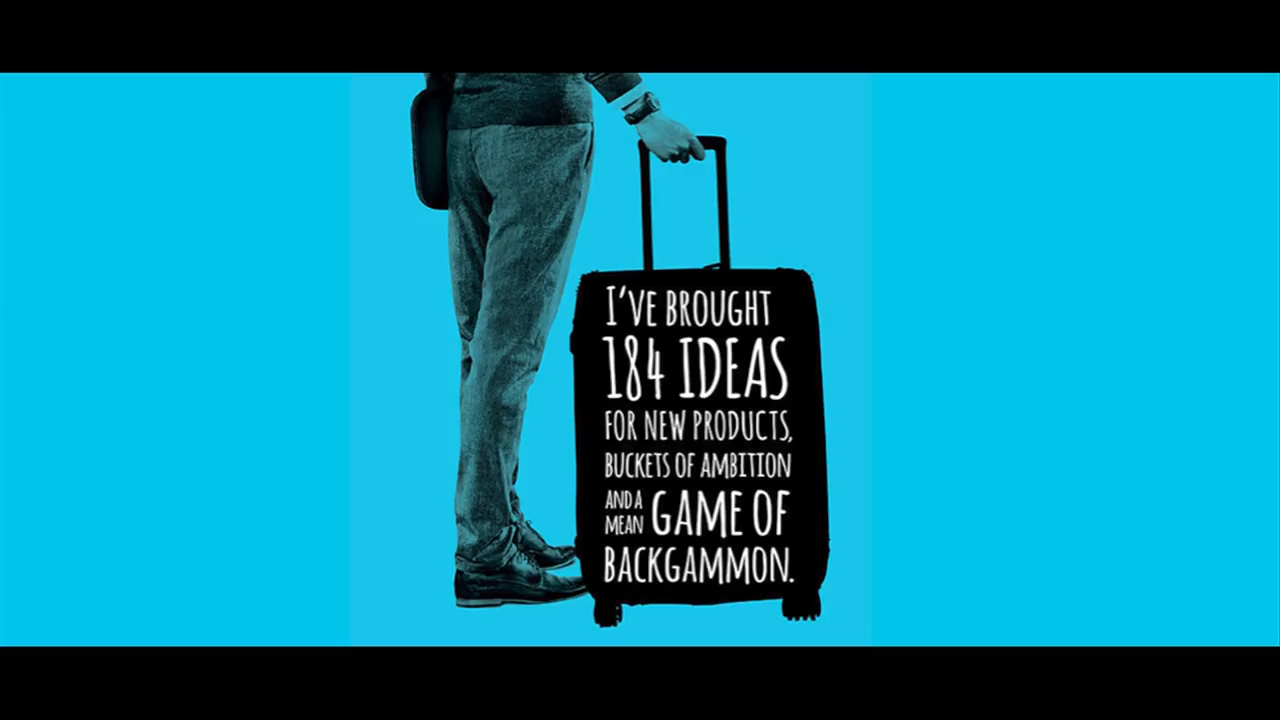 I'VE BROUGHT
184 IDEAS
FOR NEW PRODUCTS,
BUCKETS OF AMBITION
AND A
MEAN GAME OF
BACKGAMMON.